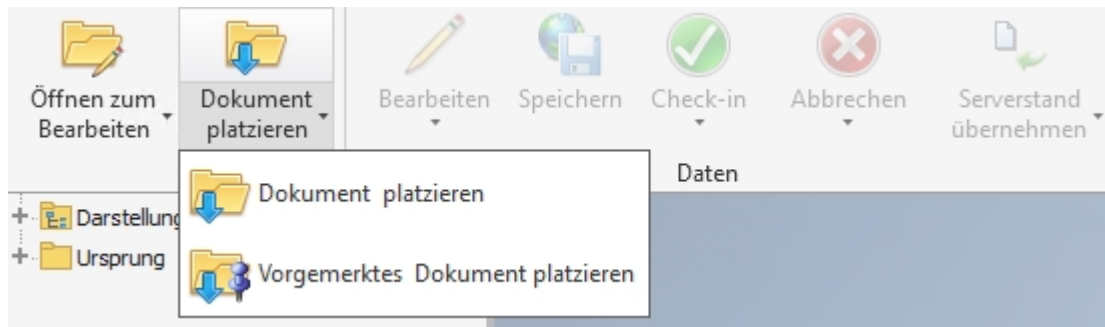 Öffnen zum
Bearbeiten
Dokument
platzieren
Bearbeiten
Speichern
Check-in
Abbrechen
Serverstand
übernehmen
Daten
Dokument platzieren
Vorgemerktes Dokument platzieren
Darstellung
Ursprung